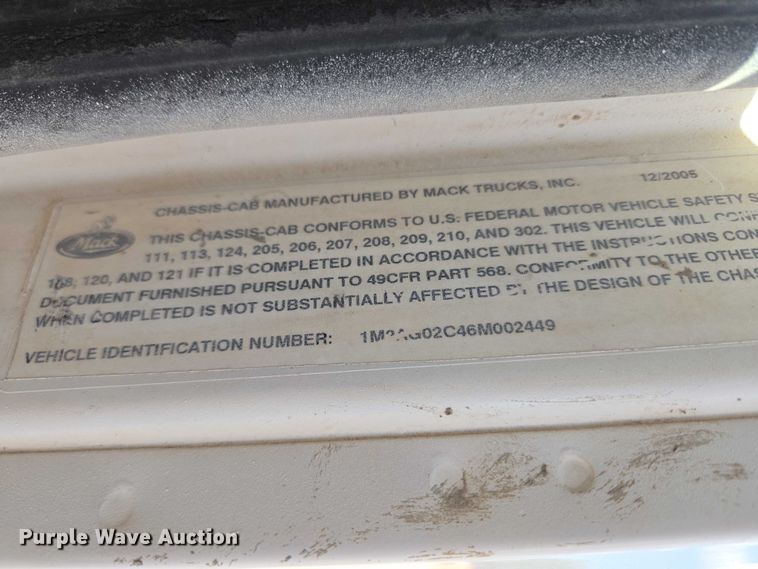 CHASSIS-CAB MANUFACTURED BY MACK TRUCKS, INC. 12/2005
Mack
THIS CHASSIS-CAB CONFORMS TO U.S. FEDERAL MOTOR VEHICLE SAFETY
111, 113, 124, 205, 206, 207, 208, 209, 210, AND 302. THIS VEHICLE WILL
120, AND 121 IF IT IS COMPLETED IN ACCORDANCE WITH THE INSTRUCTIONS
DOCUMENT FURNISHED PURSUANT TO 49CFR PART 568. CONFORMITY TO THE OTHER
WHEN COMPLETED IS NOT SUBSTANTIALLY AFFECTED BY THE DESIGN OF THE
VEHICLE IDENTIFICATION NUMBER:
Purple Wave Auction